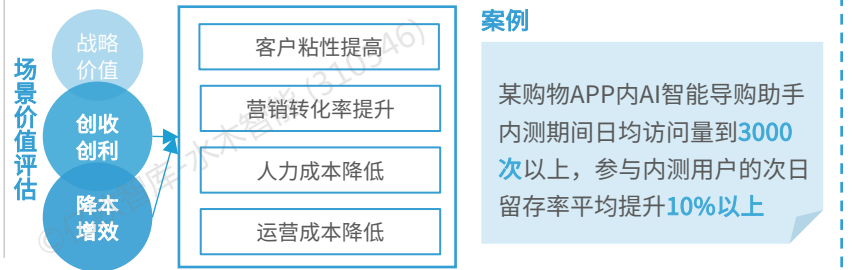 场景价值评估
战略
价值
创收
创利
降本
增效
客户粘性提高
营销转化率提升
人力成本降低
运营成本降低
案例
某购物APP内AI智能导购助手
内测期间日均访问量到3000
次以上，参与内测用户的次日
留存率平均提升10%以上